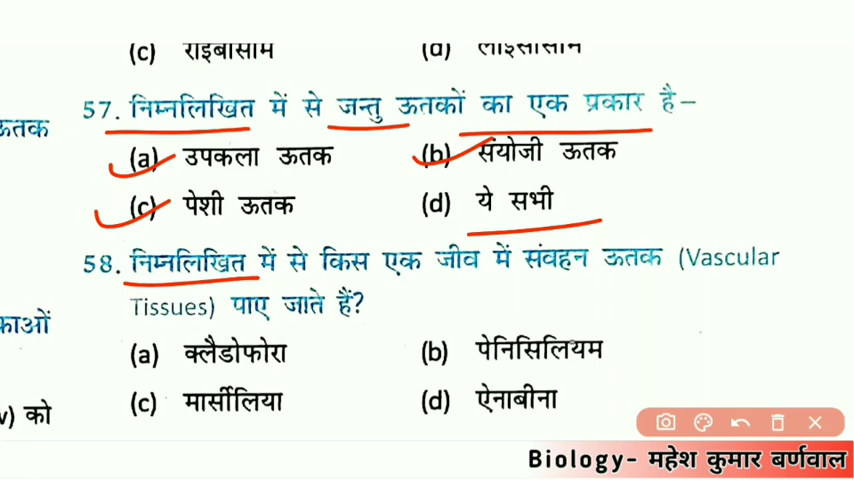 (c) राइबोसोम (d) लाइसोसोम
57. निम्नलिखित में से जन्तु ऊतकों का एक प्रकार है–
ऊतक
(a) उपकला ऊतक (b) संयोजी ऊतक
(c) पेशी ऊतक (d) ये सभी
58. निम्नलिखित में से किस एक जीव में संवहन ऊतक (Vascular
Tissues) पाए जाते हैं?
काओं
(a) क्लैडोफोरा (b) पेनिसिलियम
(c) मार्सीलिया (d) ऐनाबीना
v) को
Biology- महेश कुमार बर्णवाल